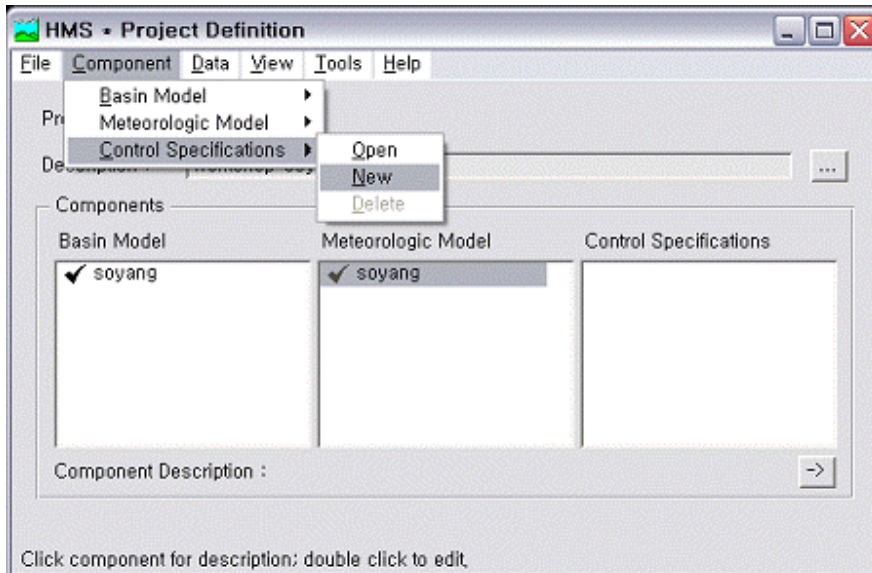 HMS * Project Definition
File Component Data View Tools Help
Basin Model
Meteorologic Model
Control Specifications
Open
New
Delete
...
Components
Basin Model Meteorologic Model Control Specifications
soyang soyang
Component Description :
->
Click component for description; double click to edit,